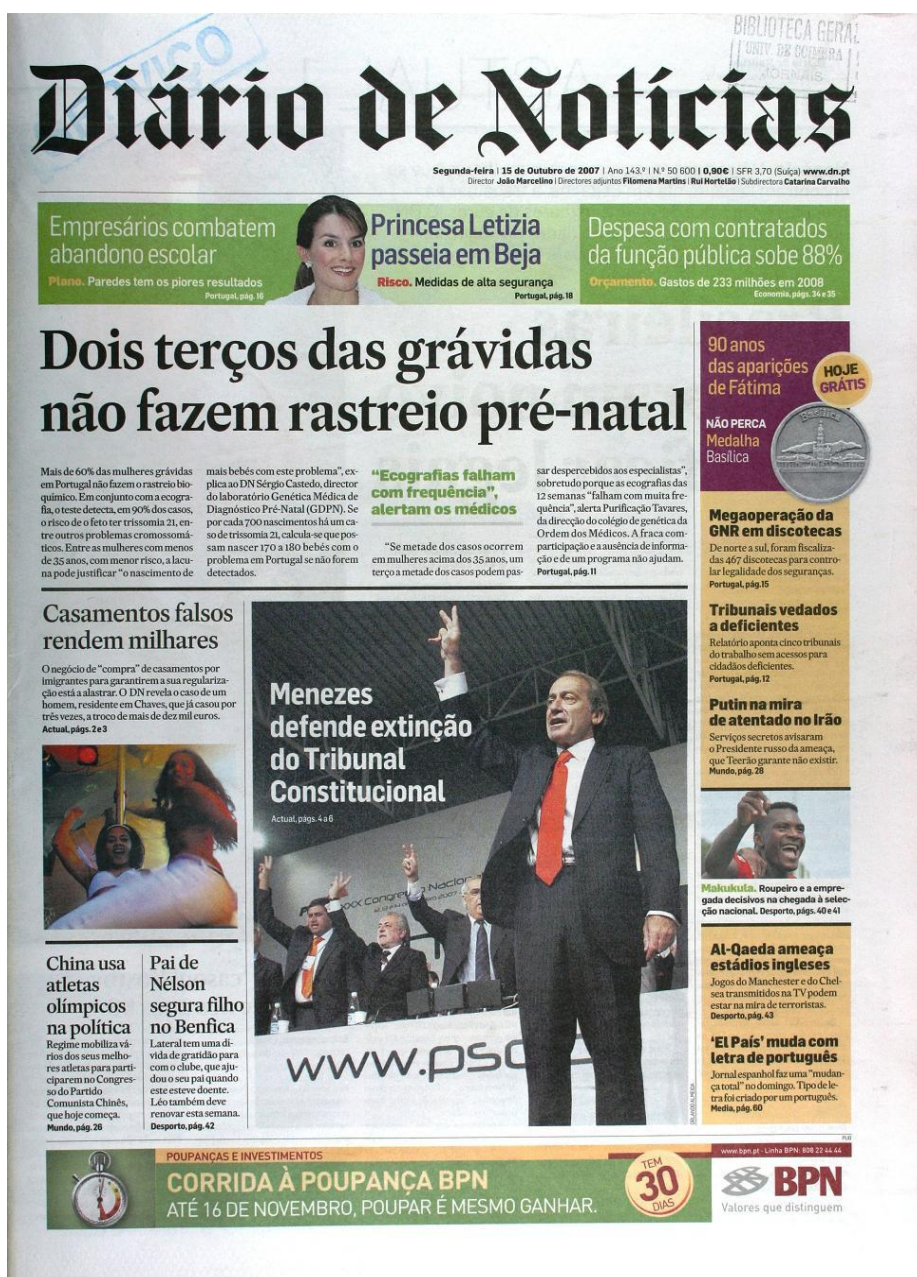 SERVIÇO
BIBLIOTECA GERAL
UNIV. DE COIMBRA
JORNAIS
Diário de Notícias
Segunda-feira | 15 de Outubro de 2007 | Ano 143.º | N.º 50 600 | 0,90€ | SFR 3,70 (Suíça) www.dn.pt
Director João Marcelino | Directores adjuntos Filomena Martins | Rui Hortelão | Subdirectora Catarina Carvalho
Empresários combatem
abandono escolar
Plano. Paredes tem os piores resultados
Portugal, pág. 16
Princesa Letizia
passeia em Beja
Risco. Medidas de alta segurança
Portugal, pág. 18
Despesa com contratados
da função pública sobe 88%
Orçamento. Gastos de 233 milhões em 2008
Economia, págs. 34 e 35
Dois terços das grávidas
não fazem rastreio pré-natal
Mais de 60% das mulheres grávidas
em Portugal não fazem o rastreio bio-
químico. Em conjunto com a ecogra-
fia, o teste detecta, em 90% dos casos,
o risco de o feto ter trissomia 21, en-
tre outros problemas cromossomá-
ticos. Entre as mulheres com menos
de 35 anos, com menor risco, a lacu-
na pode justificar "o nascimento de
mais bebés com este problema", ex-
plica ao DN Sérgio Castedo, director
do laboratório Genética Médica de
Diagnóstico Pré-Natal (GDPN). Se
por cada 700 nascimentos há um ca-
so de trissomia 21, calcula-se que pos-
sam nascer 170 a 180 bebés com o
problema em Portugal se não forem
detectados.
"Ecografias falham
com frequência",
alertam os médicos
"Se metade dos casos ocorrem
em mulheres acima dos 35 anos, um
terço a metade dos casos podem pas-
sar despercebidos aos especialistas",
sobretudo porque as ecografias das
12 semanas "falham com muita fre-
quência", alerta Purificação Tavares,
da direcção do colégio de genética da
Ordem dos Médicos. A fraca com-
participação e a ausência de informa-
ção e de um programa não ajudam.
Portugal, pág. 11
Casamentos falsos
rendem milhares
O negócio de "compra" de casamentos por
imigrantes para garantirem a sua regulariza-
ção está a alastrar. O DN revela o caso de um
homem, residente em Chaves, que já casou por
três vezes, a troco de mais de dez mil euros.
Actual, págs. 2 e 3
China usa
atletas
olímpicos
na política
Regime mobiliza vá-
rios dos seus melho-
res atletas para parti-
ciparem no Congres-
so do Partido
Comunista Chinês,
que hoje começa.
Mundo, pág. 26
Pai de
Nélson
segura filho
no Benfica
Lateral tem uma dí-
vida de gratidão para
com o clube, que aju-
dou o seu pai quando
este esteve doente.
Léo também deve
renovar esta semana.
Desporto, pág. 42
Menezes
defende extinção
do Tribunal
Constitucional
Actual, págs. 4 a 6
XXX Congresso Nacional
www.psd
ORLANDO ALMEIDA
90 anos
das aparições
de Fátima
HOJE
GRÁTIS
NÃO PERCA
Medalha
Basílica
Basílica
Megaoperação da
GNR em discotecas
De norte a sul, foram fiscaliza-
das 467 discotecas para contro-
lar legalidade dos seguranças.
Portugal, pág.15
Tribunais vedados
a deficientes
Relatório aponta cinco tribunais
do trabalho sem acessos para
cidadãos deficientes.
Portugal, pág. 12
Putin na mira
de atentado no Irão
Serviços secretos avisaram
o Presidente russo da ameaça,
que Teerão garante não existir.
Mundo, pág. 28
Makukula. Roupeiro e a empre-
gada decisivos na chegada à selec-
ção nacional. Desporto, págs. 40 e 41
Al-Qaeda ameaça
estádios ingleses
Jogos do Manchester e do Chel-
sea transmitidos na TV podem
estar na mira de terroristas.
Desporto, pág. 43
'El País' muda com
letra de português
Jornal espanhol faz uma "mudan-
ça total" no domingo. Tipo de le-
tra foi criado por um português.
Media, pág. 60
PUB
POUPANÇAS E INVESTIMENTOS
CORRIDA À POUPANÇA BPN
ATÉ 16 DE NOVEMBRO, POUPAR É MESMO GANHAR.
TEM
30
DIAS
www.bpn.pt - Linha BPN: 808 22 44 44
BPN
Valores que distinguem